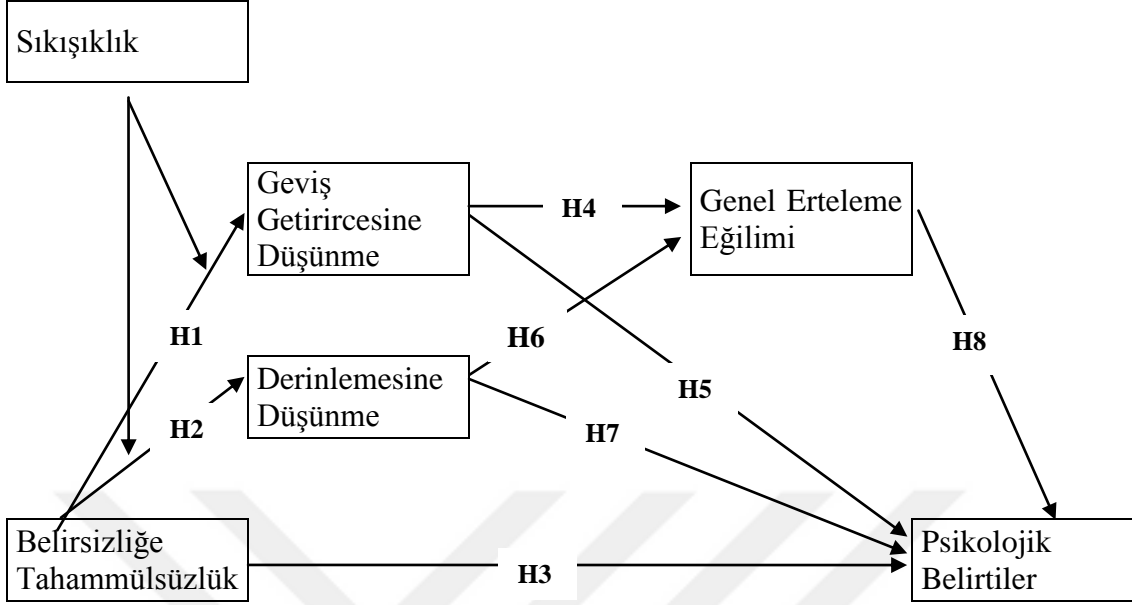 Sıkışıklık
Geviş
Getirircesine
Düşünme
H4
Genel Erteleme
Eğilimi
H1
H6
H8
Derinlemesine
Düşünme
H5
H2
H7
Belirsizliğe
Tahammülsüzlük
H3
Psikolojik
Belirtiler